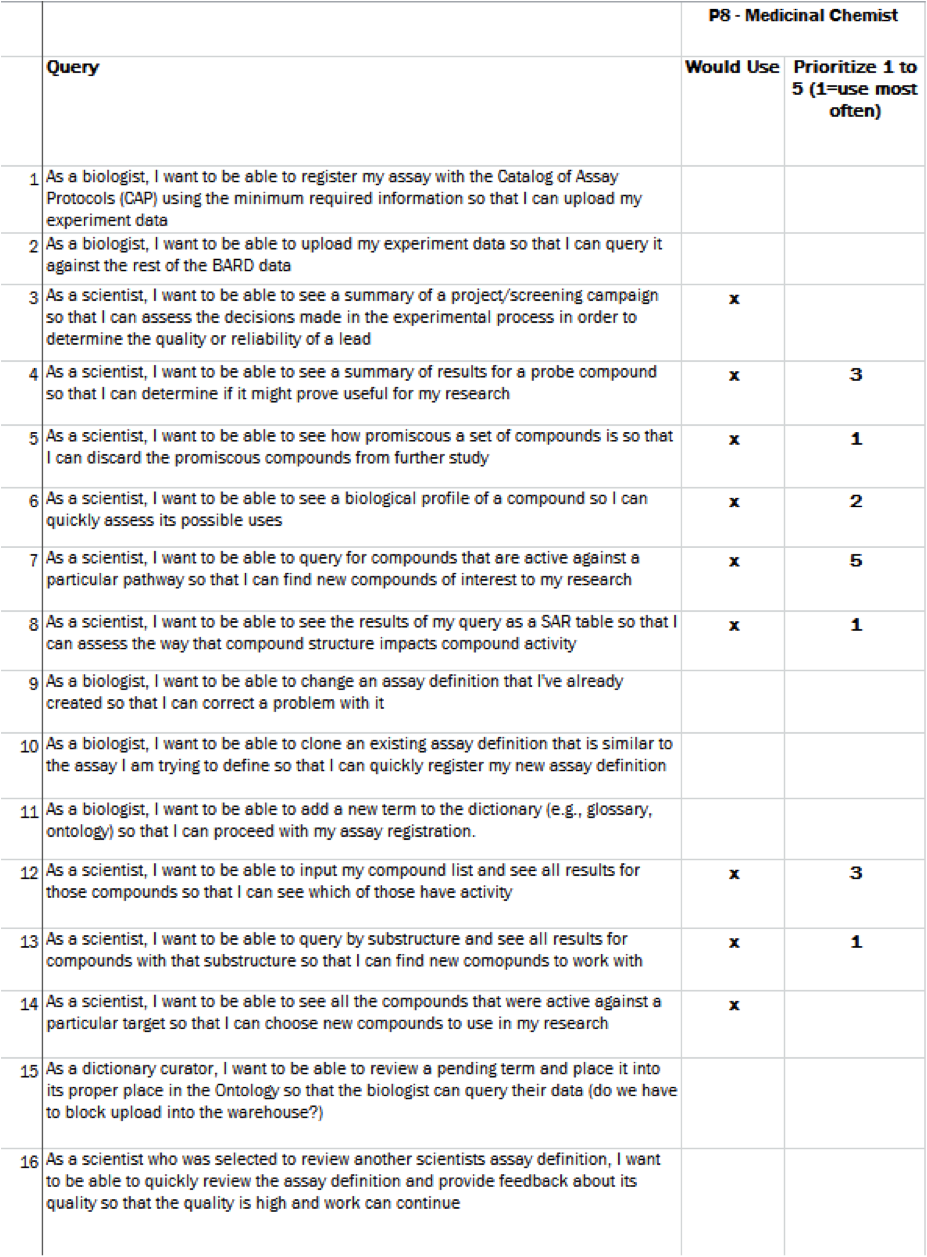 P8 - Medicinal Chemist
Query
Would Use
Prioritize 1 to
5 (1=use most
often)
1 As a biologist, I want to be able to register my assay with the Catalog of Assay
Protocols (CAP) using the minimum required information so that I can upload my
experiment data
2 As a biologist, I want to be able to upload my experiment data so that I can query it
against the rest of the BARD data
3 As a scientist, I want to be able to see a summary of a project/screening campaign
so that I can assess the decisions made in the experimental process in order to
determine the quality or reliability of a lead
x
4 As a scientist, I want to be able to see a summary of results for a probe compound
so that I can determine if it might prove useful for my research
x 3
5 As a scientist, I want to be able to see how promiscous a set of compounds is so that
I can discard the promiscous compounds from further study
x 1
6 As a scientist, I want to be able to see a biological profile of a compound so I can
quickly assess its possible uses
x 2
7 As a scientist, I want to be able to query for compounds that are active against a
particular pathway so that I can find new compounds of interest to my research
x 5
8 As a scientist, I want to be able to see the results of my query as a SAR table so that I
can assess the way that compound structure impacts compound activity
x 1
9 As a biologist, I want to be able to change an assay definition that I've already
created so that I can correct a problem with it
10 As a biologist, I want to be able to clone an existing assay definition that is similar to
the assay I am trying to define so that I can quickly register my new assay definition
11 As a biologist, I want to be able to add a new term to the dictionary (e.g., glossary,
ontology) so that I can proceed with my assay registration.
12 As a scientist, I want to be able to input my compound list and see all results for
those compounds so that I can see which of those have activity
x 3
13 As a scientist, I want to be able to query by substructure and see all results for
compounds with that substructure so that I can find new comopunds to work with
x 1
14 As a scientist, I want to be able to see all the compounds that were active against a
particular target so that I can choose new compounds to use in my research
x
15 As a dictionary curator, I want to be able to review a pending term and place it into
its proper place in the Ontology so that the biologist can query their data (do we have
to block upload into the warehouse?)
16 As a scientist who was selected to review another scientists assay definition, I want
to be able to quickly review the assay definition and provide feedback about its
quality so that the quality is high and work can continue